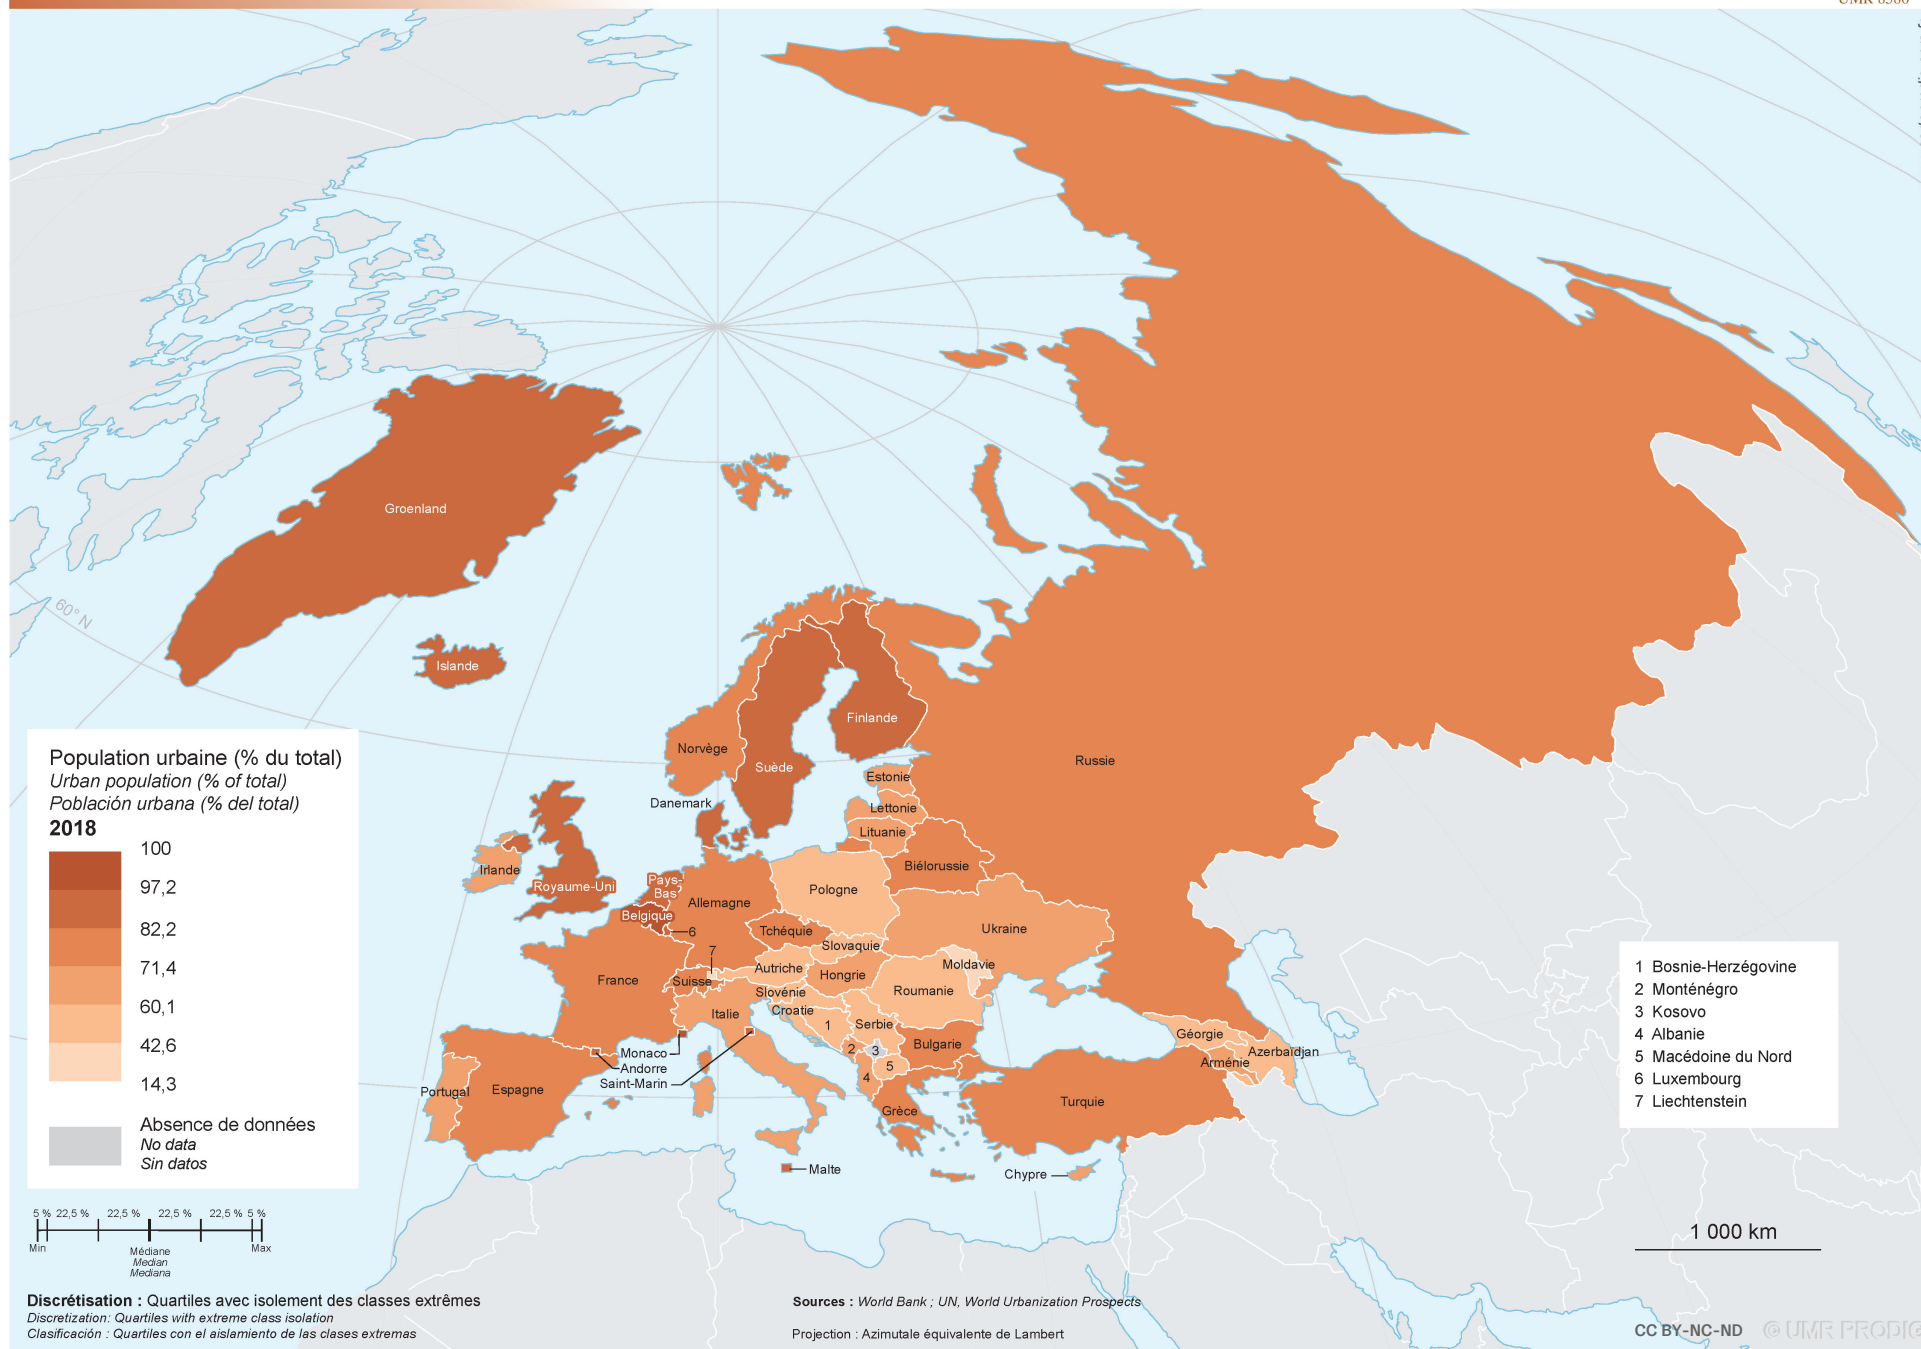 60° N
Groenland
Islande
Finlande
Norvège
Suède
Russie
Estonie
Danemark
Lettonie
Lituanie
Irlande
Biélorussie
Royaume-Uni
Pays-
Bas
Pologne
Allemagne
Belgique
6
Tchéquie
Ukraine
7
Slovaquie
Autriche
Moldavie
France
Suisse
Hongrie
Slovénie
Roumanie
Croatie
Italie
1
Serbie
Géorgie
Bulgarie
2
3
Monaco
Azerbaïdjan
Andorre
Arménie
5
4
Saint-Marin
Portugal
Espagne
Turquie
Grèce
Malte
Chypre
Population urbaine (% du total)
Urban population (% of total)
Población urbana (% del total)
2018
100
97,2
82,2
71,4
60,1
42,6
14,3
Absence de données
No data
Sin datos
1 Bosnie-Herzégovine
2 Monténégro
3 Kosovo
4 Albanie
5 Macédoine du Nord
6 Luxembourg
7 Liechtenstein
5 % 22,5 % 22,5 % 22,5 % 22,5 % 5 %
Min Médiane Max
Median
Mediana
1 000 km
Discrétisation : Quartiles avec isolement des classes extrêmes
Discretization: Quartiles with extreme class isolation
Clasificación : Quartiles con el aislamiento de las clases extremas
Sources : World Bank ; UN, World Urbanization Prospects
Projection : Azimutale équivalente de Lambert
CC BY-NC-ND © UMR PRODIG